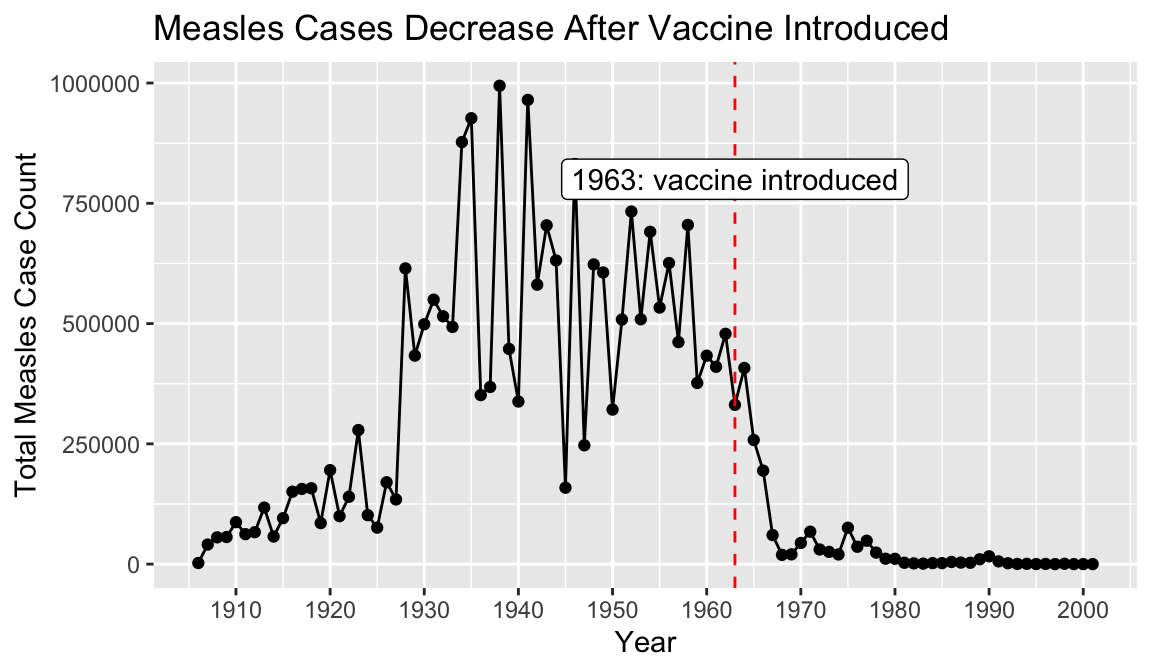 Measles Cases Decrease After Vaccine Introduced
Total Measles Case Count
1000000
750000
500000
250000
0
1963: vaccine introduced
1910 1920 1930 1940 1950 1960 1970 1980 1990 2000
Year